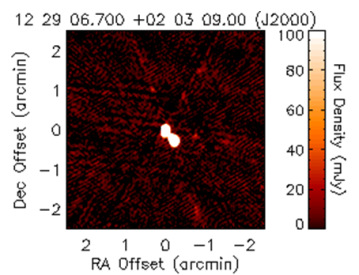 12 29 06.700 +02 03 09.00 (J2000)
Dec Offset (arcmin)
2
1
0
−1
−2
2 1 0 −1 −2
RA Offset (arcmin)
100
80
60
40
20
0
Flux Density (mJy)